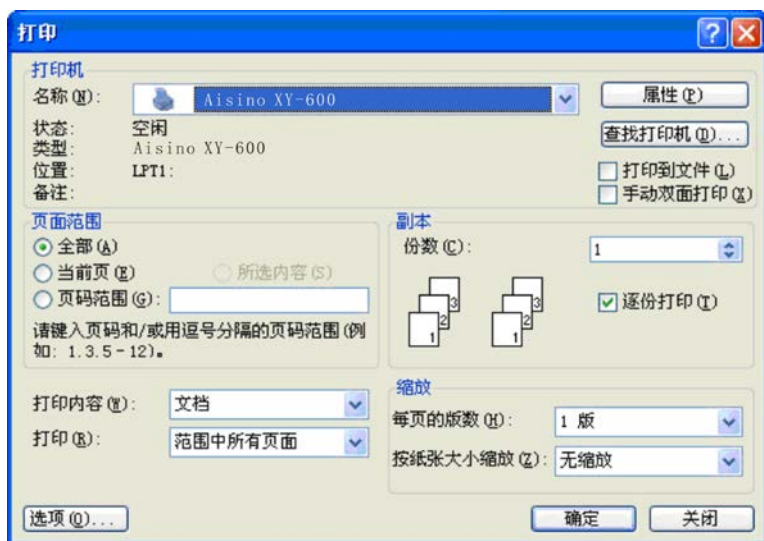 打印
打印机
名称(N): Aisino XY-600 属性(P)
状态: 空闲 查找打印机(D)...
类型: Aisino XY-600
位置: LPT1: 打印到文件(L)
备注: 手动双面打印(X)
页面范围
全部(A)
当前页(E) 所选内容(S)
页码范围(G):
请键入页码和/或用逗号分隔的页码范围(例
如: 1.3.5-12)。
副本
份数(C): 1
3 2 1 3 2 1
逐份打印(T)
打印内容(W): 文档
打印(R): 范围中所有页面
缩放
每页的版数(H): 1 版
按纸张大小缩放(Z): 无缩放
选项(O)... 确定 关闭